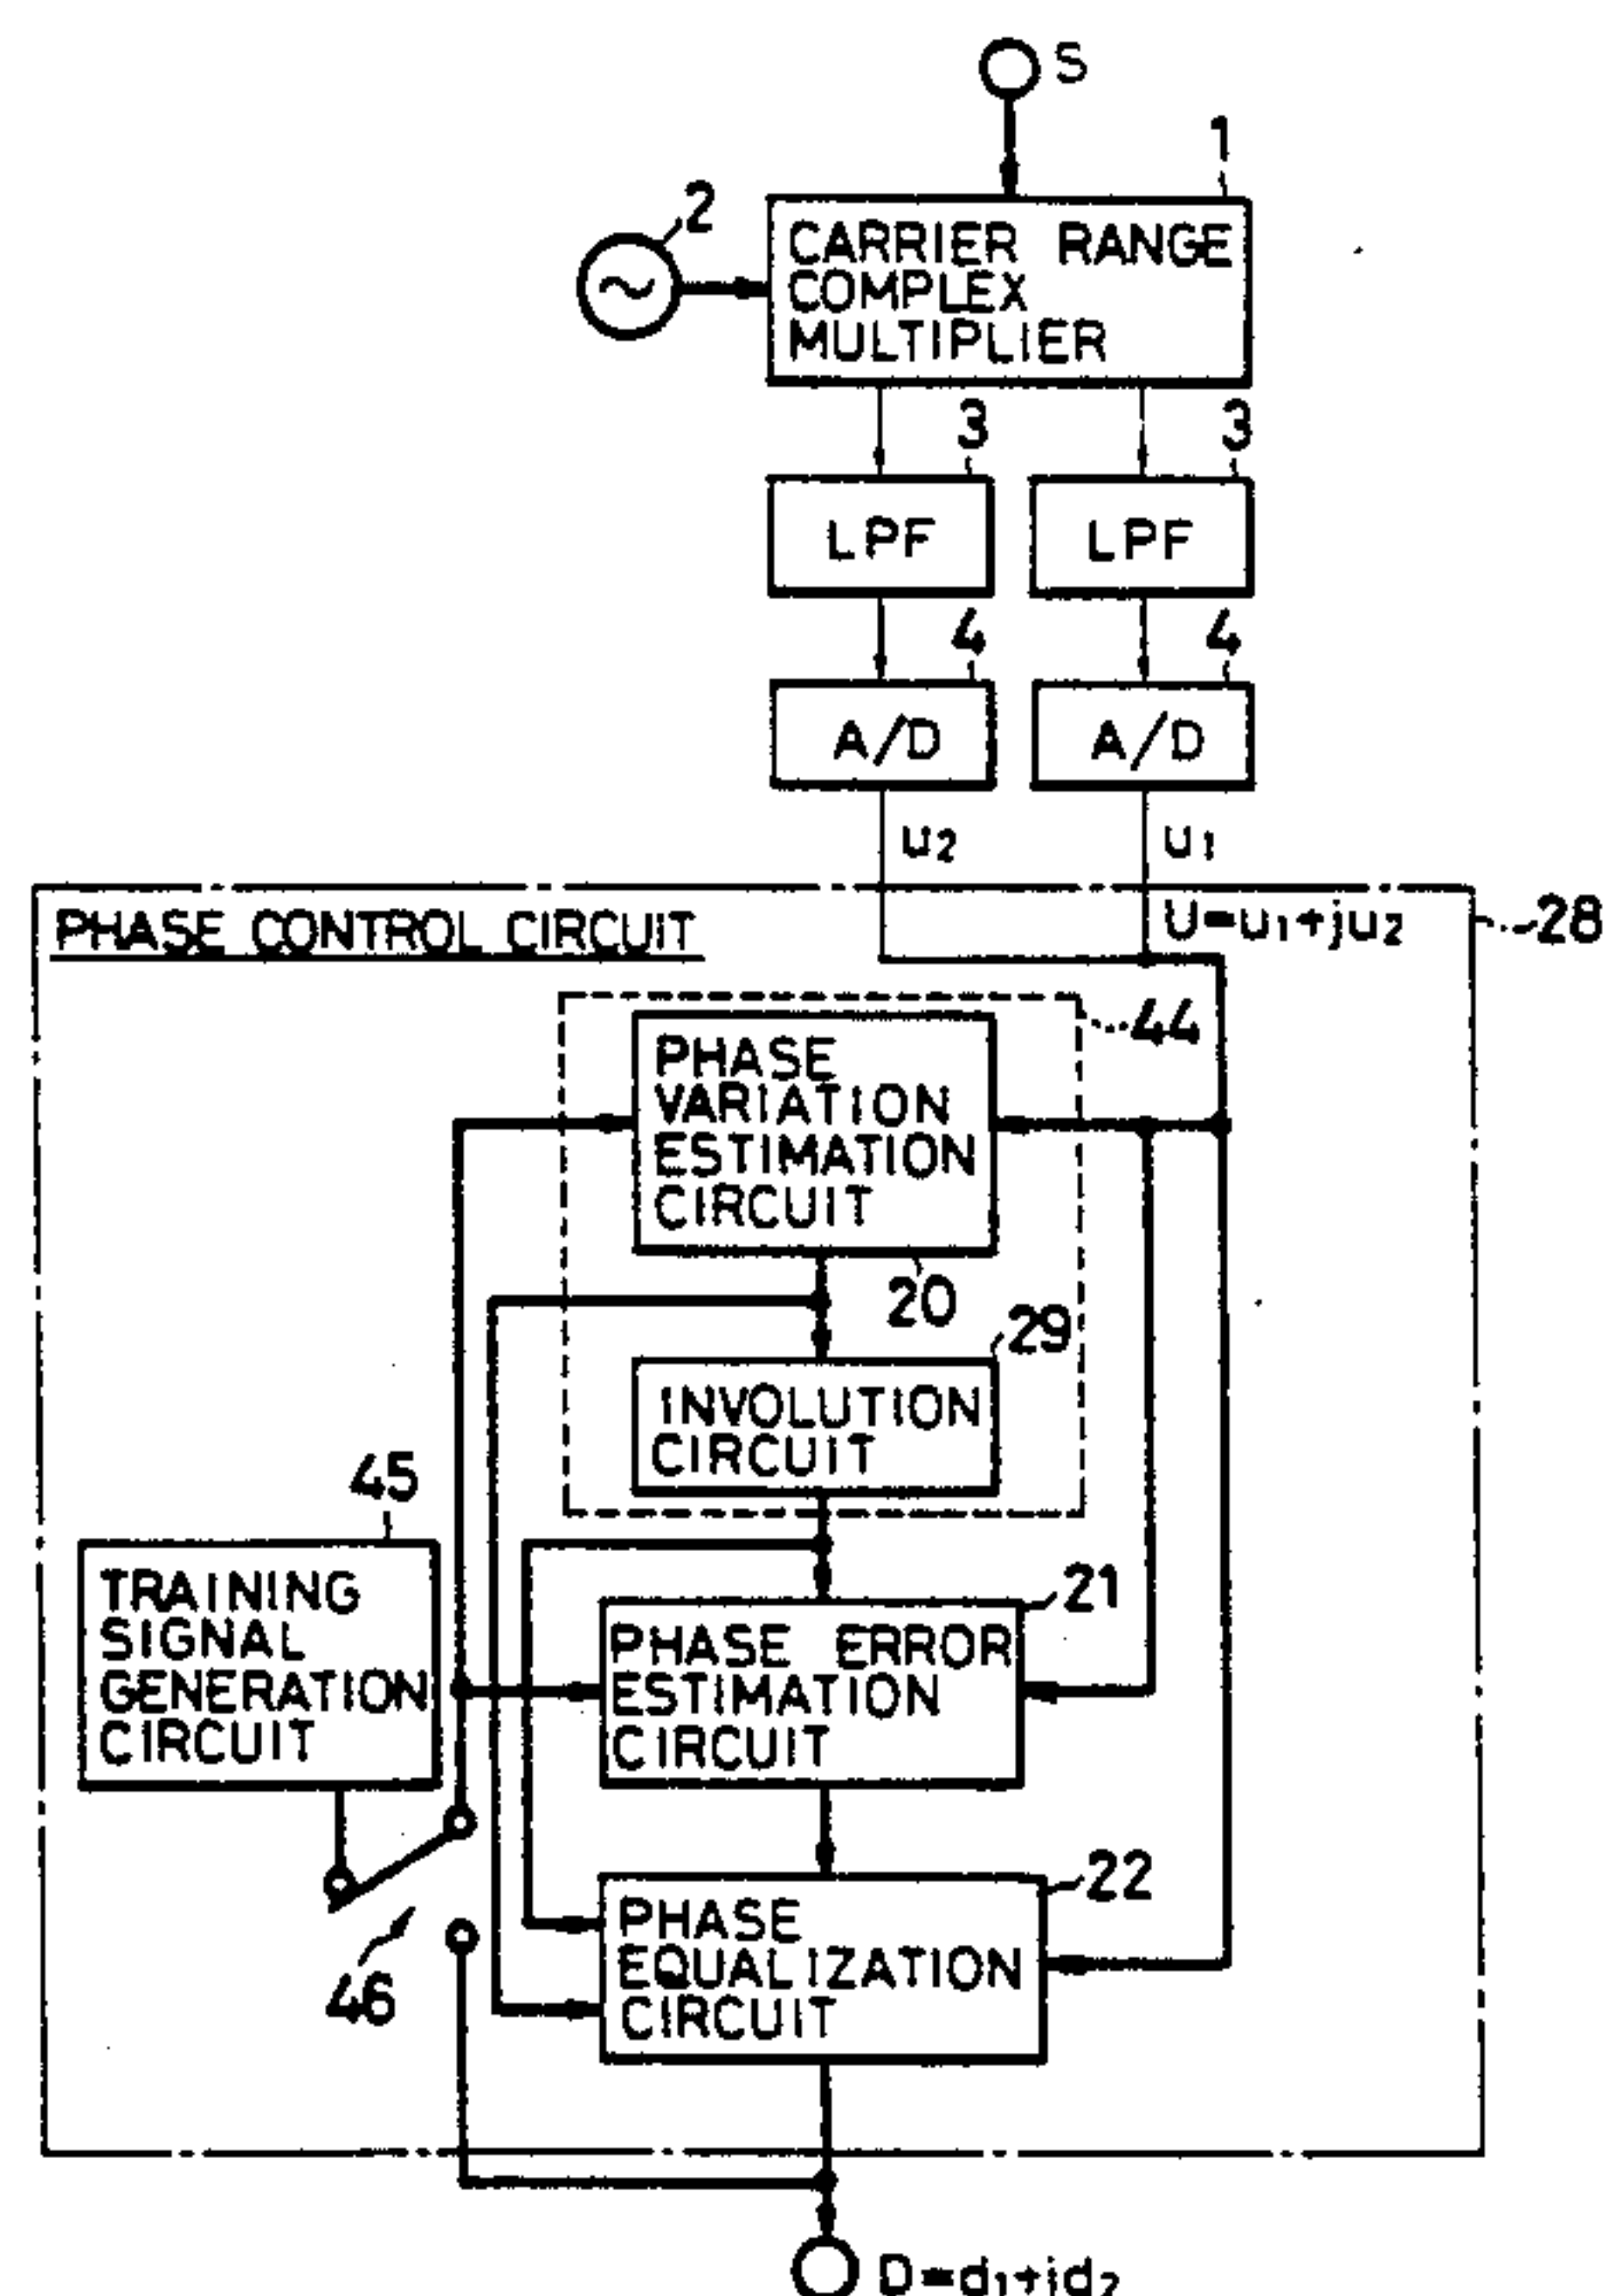 S
1
2
CARRIER RANGE
COMPLEX
MULTIPLIER
3
3
LPF
LPF
4
4
A/D
A/D
u2
u1
PHASE CONTROL CIRCUIT
U=u1+ju2
28
44
PHASE
VARIATION
ESTIMATION
CIRCUIT
20
29
INVOLUTION
CIRCUIT
45
TRAINING
SIGNAL
GENERATION
CIRCUIT
21
PHASE ERROR
ESTIMATION
CIRCUIT
22
PHASE
EQUALIZATION
CIRCUIT
46
D=d1+jd2